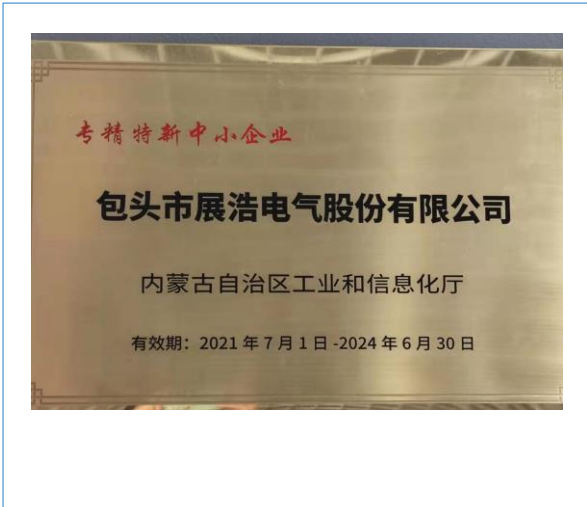 专精特新中小企业
包头市展浩电气股份有限公司
内蒙古自治区工业和信息化厅
有效期：2021年7月1日-2024年6月30日